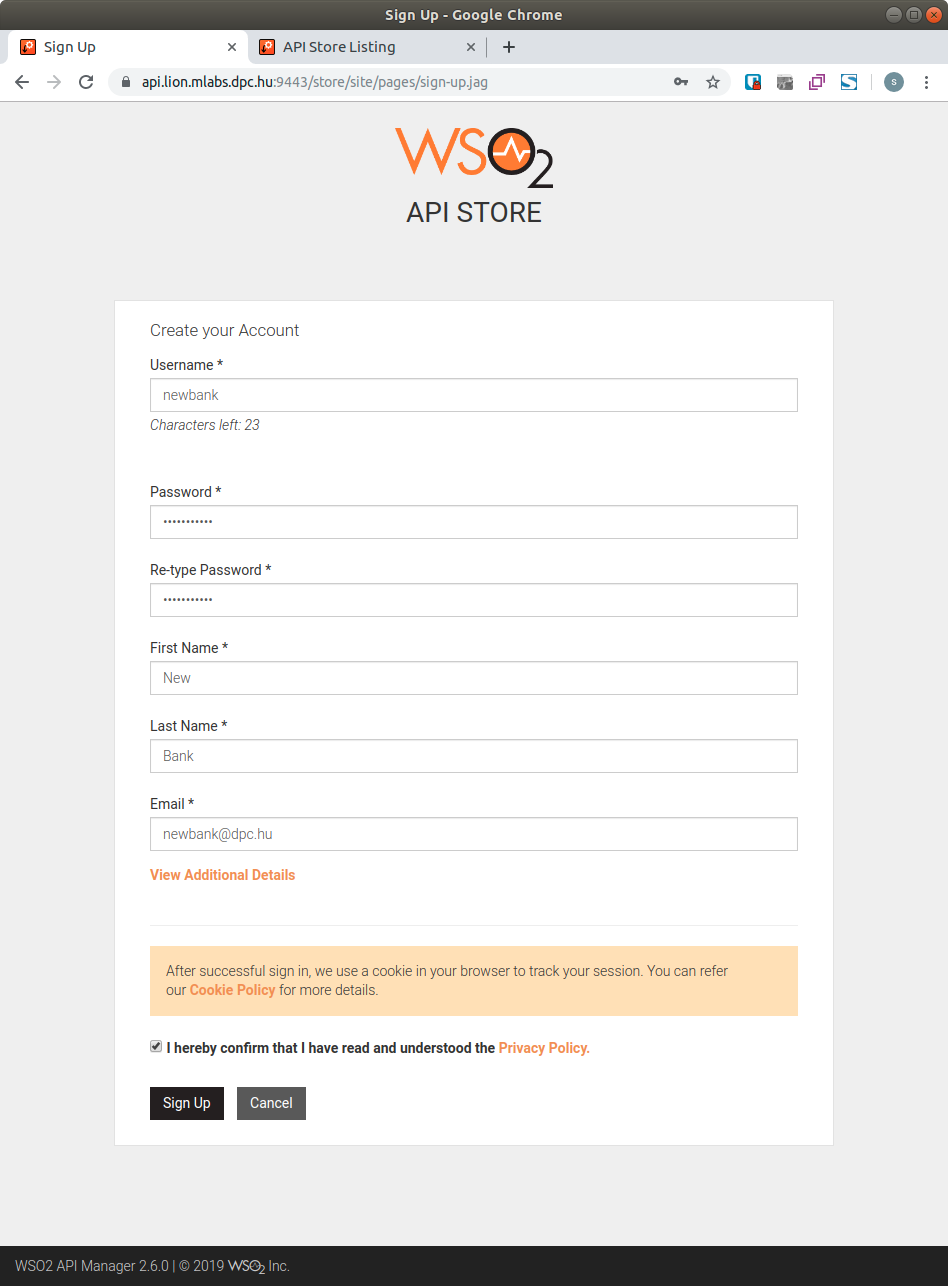 Sign Up - Google Chrome
Sign Up
API Store Listing
api.lion.mlabs.dpc.hu:9443/store/site/pages/sign-up.jag
s
WSO2
API STORE
Create your Account
Username *
newbank
Characters left: 23
Password *
•••••••••••
Re-type Password *
•••••••••••
First Name *
New
Last Name *
Bank
Email *
newbank@dpc.hu
View Additional Details
After successful sign in, we use a cookie in your browser to track your session. You can refer
our Cookie Policy for more details.
I hereby confirm that I have read and understood the Privacy Policy.
Sign Up Cancel
WSO2 API Manager 2.6.0 | © 2019 WSO2 Inc.